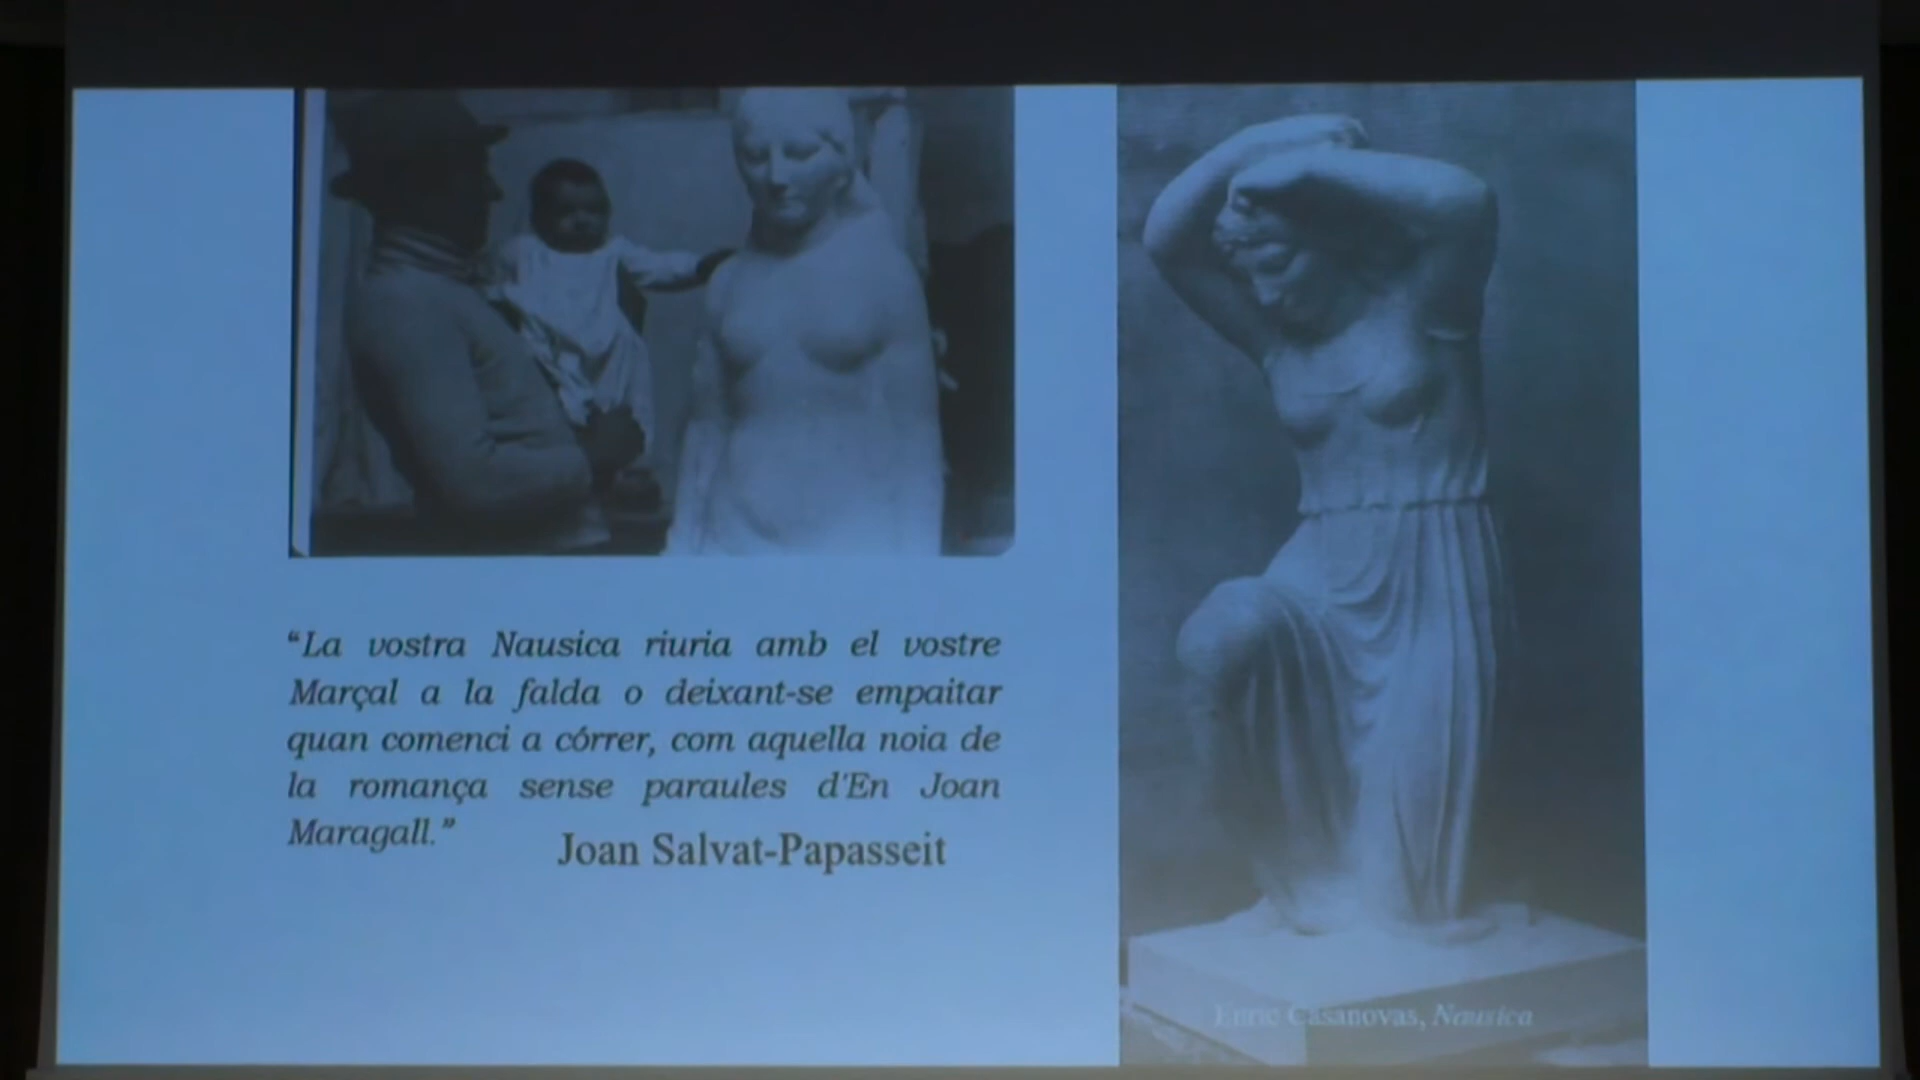 “La vostra Nausica riuria amb el vostre
Marçal a la falda o deixant-se empaitar
quan comenci a córrer, com aquella noia de
la romança sense paraules d'En Joan
Maragall.”
Joan Salvat-Papasseit
Enric Casanovas, Nausica